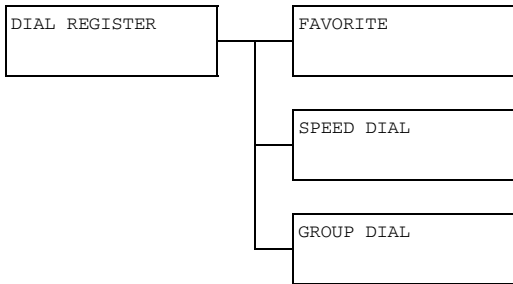 DIAL REGISTER
FAVORITE
SPEED DIAL
GROUP DIAL